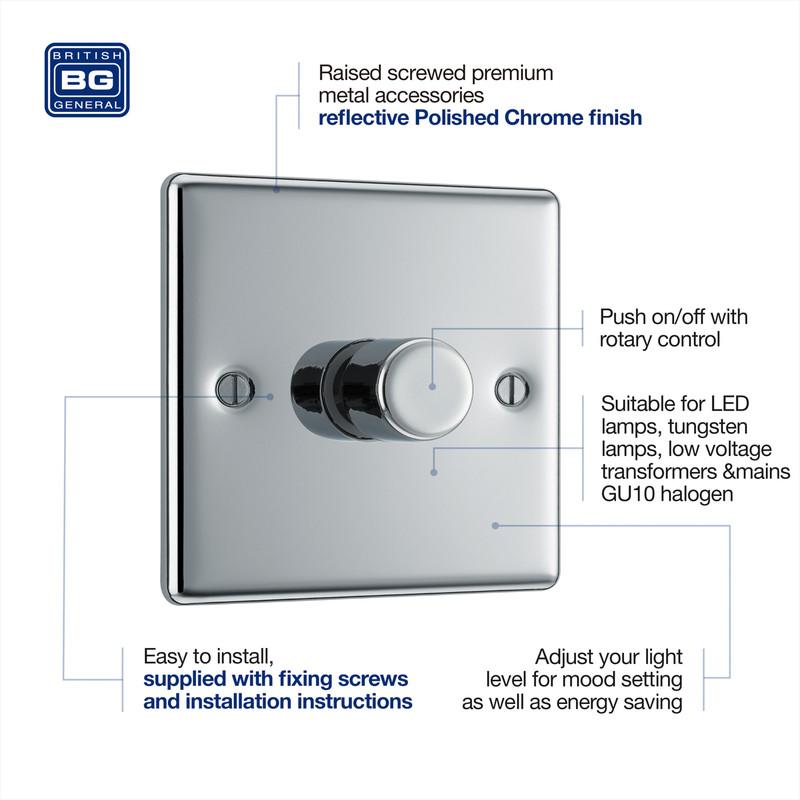 BRITISH
BG
GENERAL
Raised screwed premium
metal accessories
reflective Polished Chrome finish
Push on/off with
rotary control
Suitable for LED
lamps, tungsten
lamps, low voltage
transformers &mains
GU10 halogen
Easy to install,
supplied with fixing screws
and installation instructions
Adjust your light
level for mood setting
as well as energy saving